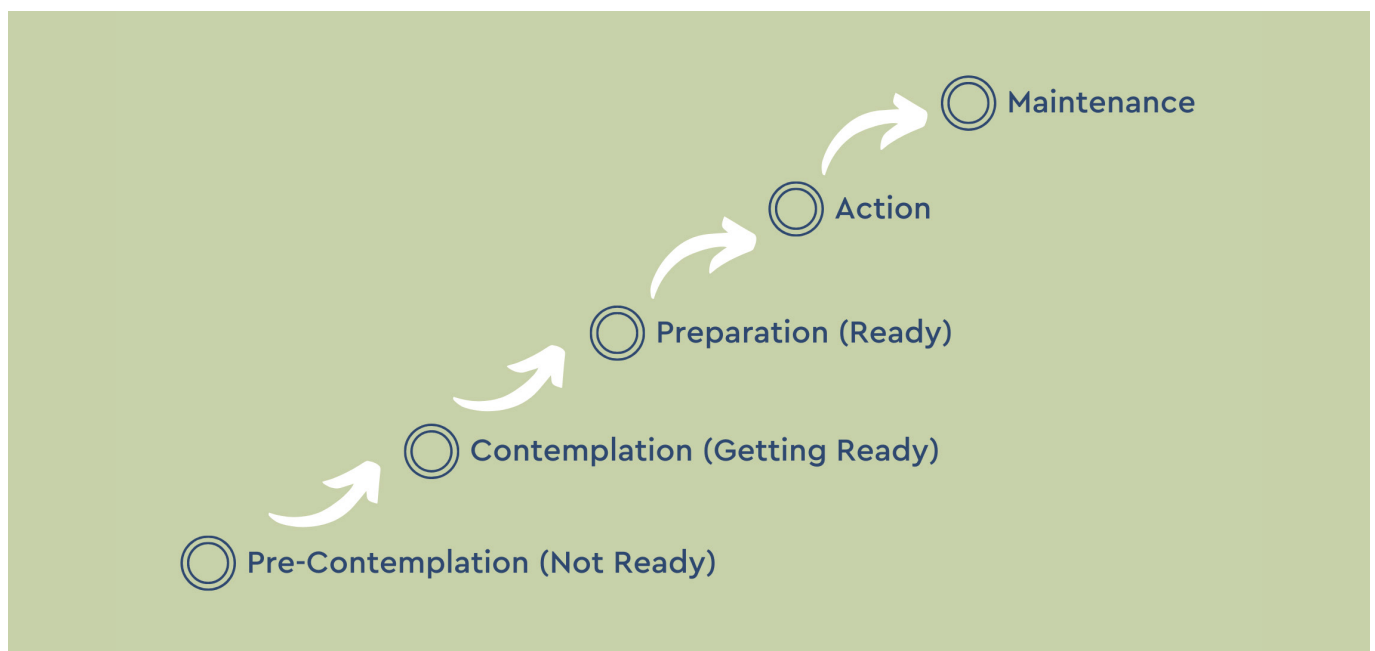 Maintenance
Action
Preparation (Ready)
Contemplation (Getting Ready)
Pre-Contemplation (Not Ready)